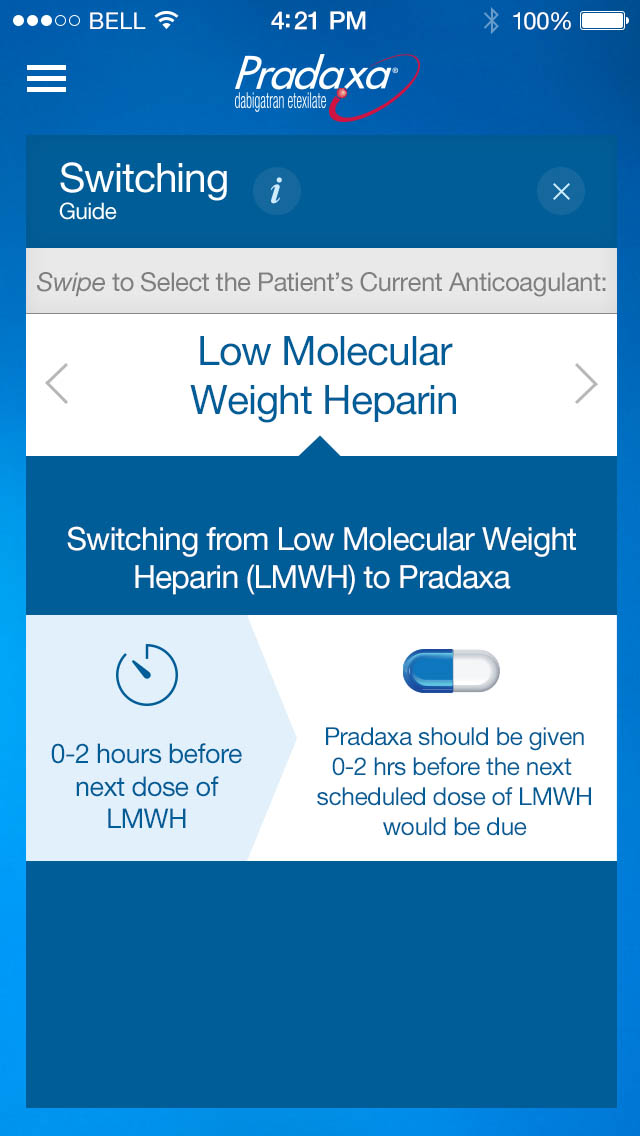 BELL 4:21 PM 100%
Pradaxa®
dabigatran etexilate
Switching
Guide
i
Swipe to Select the Patient's Current Anticoagulant:
Low Molecular
Weight Heparin
Switching from Low Molecular Weight
Heparin (LMWH) to Pradaxa
0-2 hours before
next dose of
LMWH
Pradaxa should be given
0-2 hrs before the next
scheduled dose of LMWH
would be due